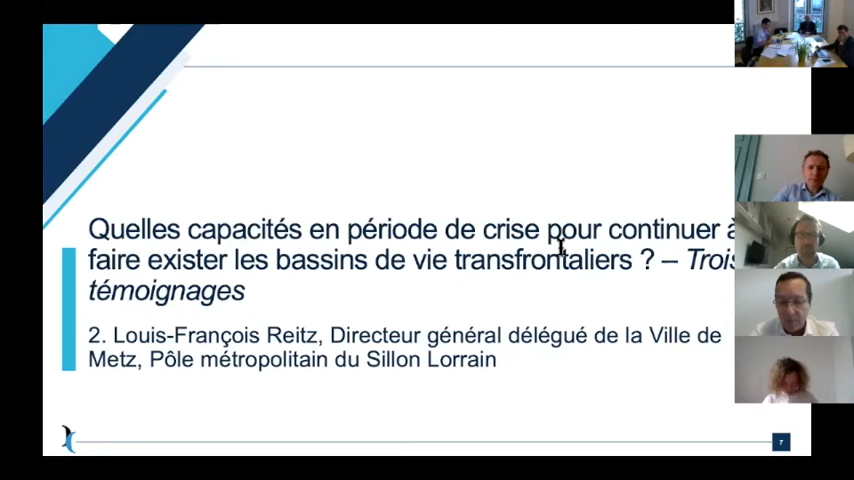 Quelles capacités en période de crise pour continuer à
faire exister les bassins de vie transfrontaliers ? – Trois
témoignages
2. Louis-François Reitz, Directeur général délégué de la Ville de
Metz, Pôle métropolitain du Sillon Lorrain
7